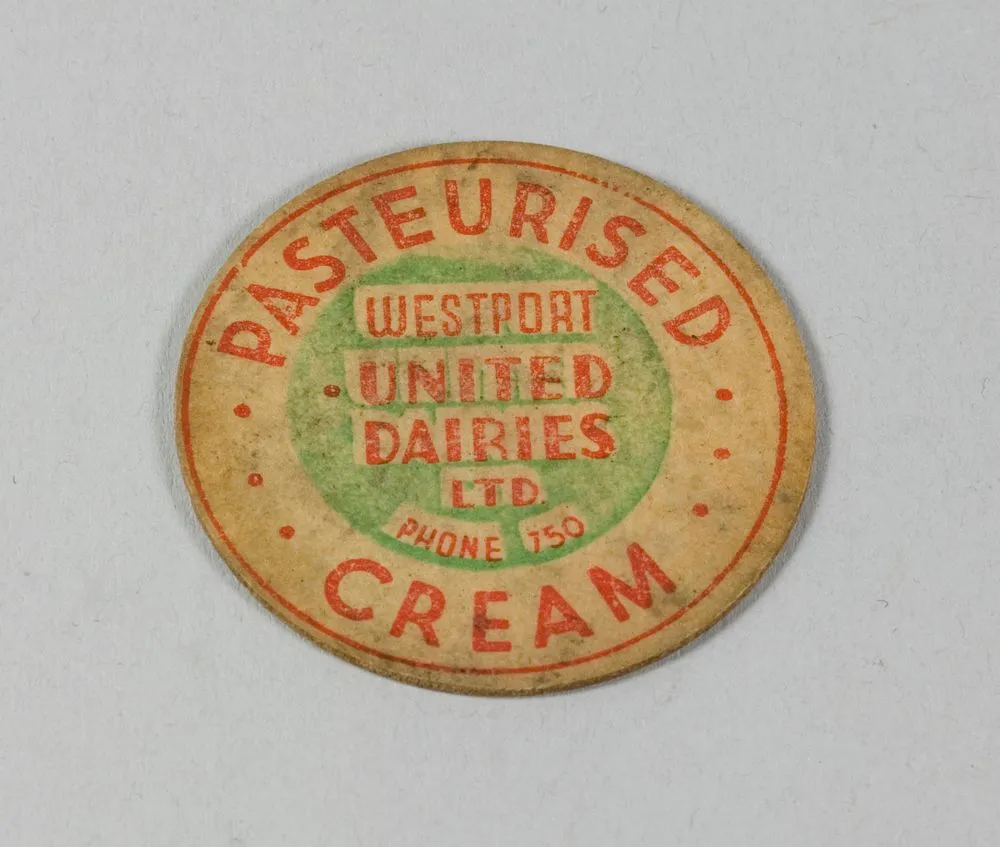 PASTEURISED
WESTPORT
UNITED
DAIRIES
LTD.
PHONE 750
CREAM